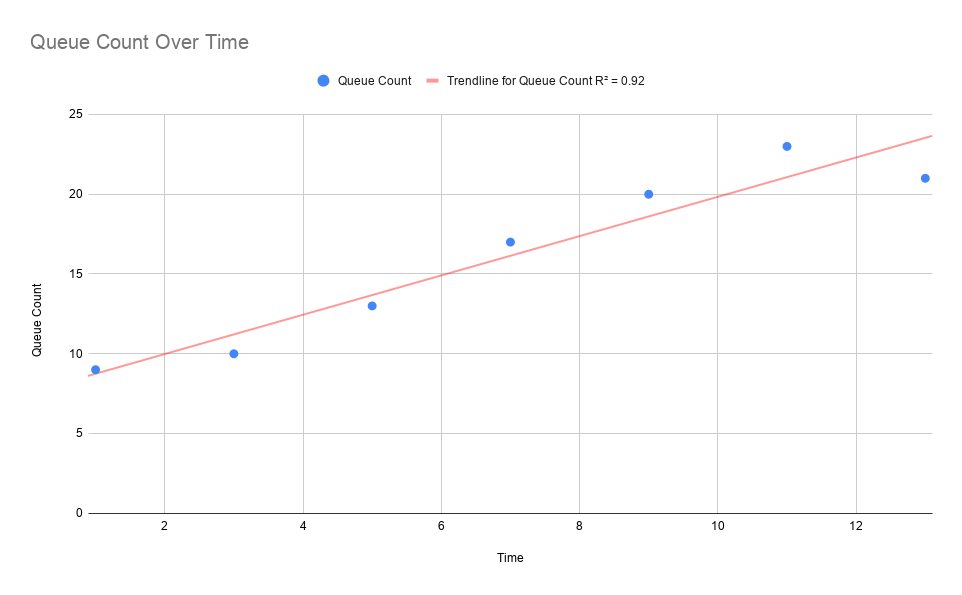 Queue Count Over Time
Queue Count
Trendline for Queue Count R² = 0.92
25
20
15
10
5
0
Queue Count
2 4 6 8 10 12
Time